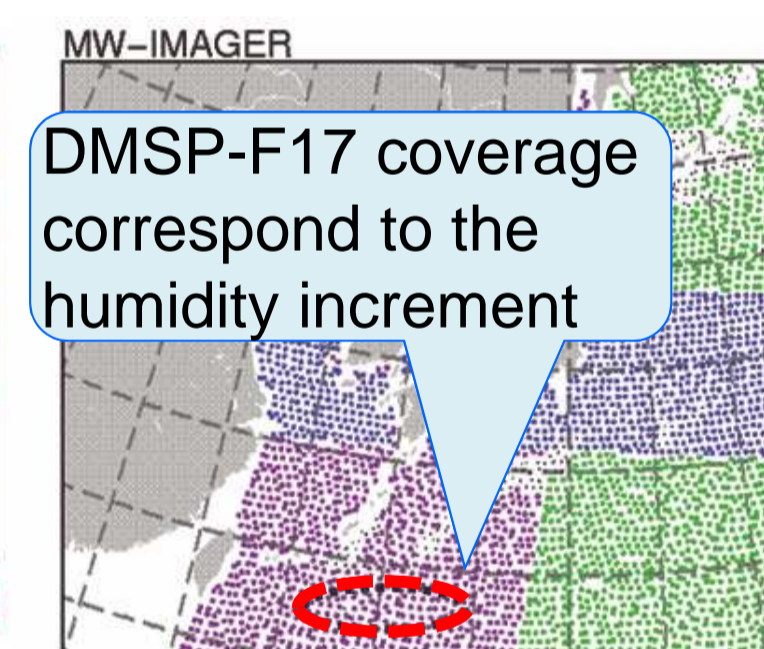 MW–IMAGER
DMSP-F17 coverage
correspond to the
humidity increment